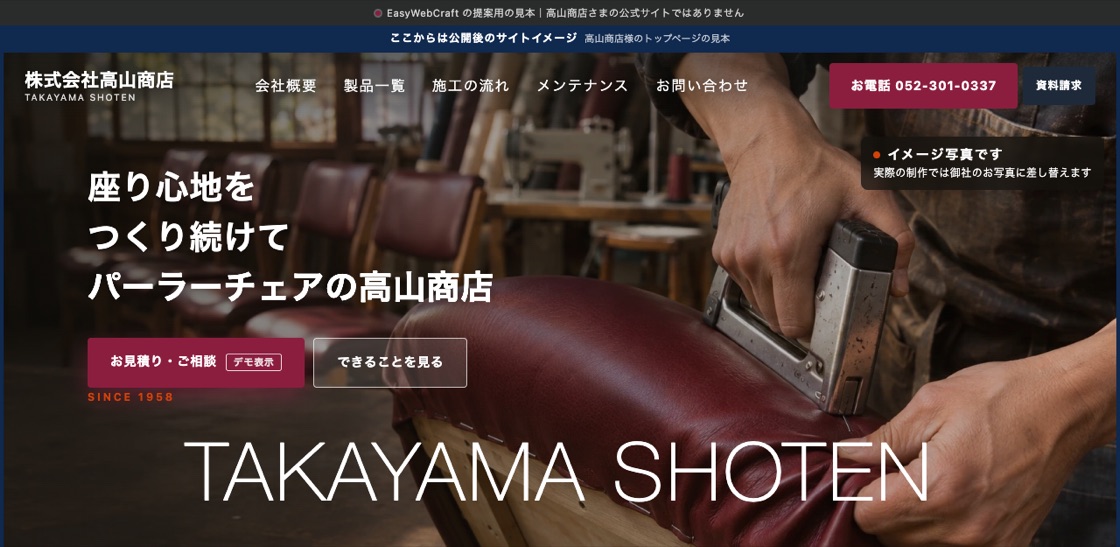 EasyWebCraft の提案用の見本｜高山商店さまの公式サイトではありません
ここからは公開後のサイトイメージ 高山商店様のトップページの見本
株式会社高山商店
TAKAYAMA SHOTEN
会社概要 製品一覧 施工の流れ メンテナンス お問い合わせ
お電話 052-301-0337
資料請求
イメージ写真です
実際の制作では御社のお写真に差し替えます
座り心地を
つくり続けて
パーラーチェアの高山商店
お見積り・ご相談 デモ表示
できることを見る
SINCE 1958
TAKAYAMA SHOTEN